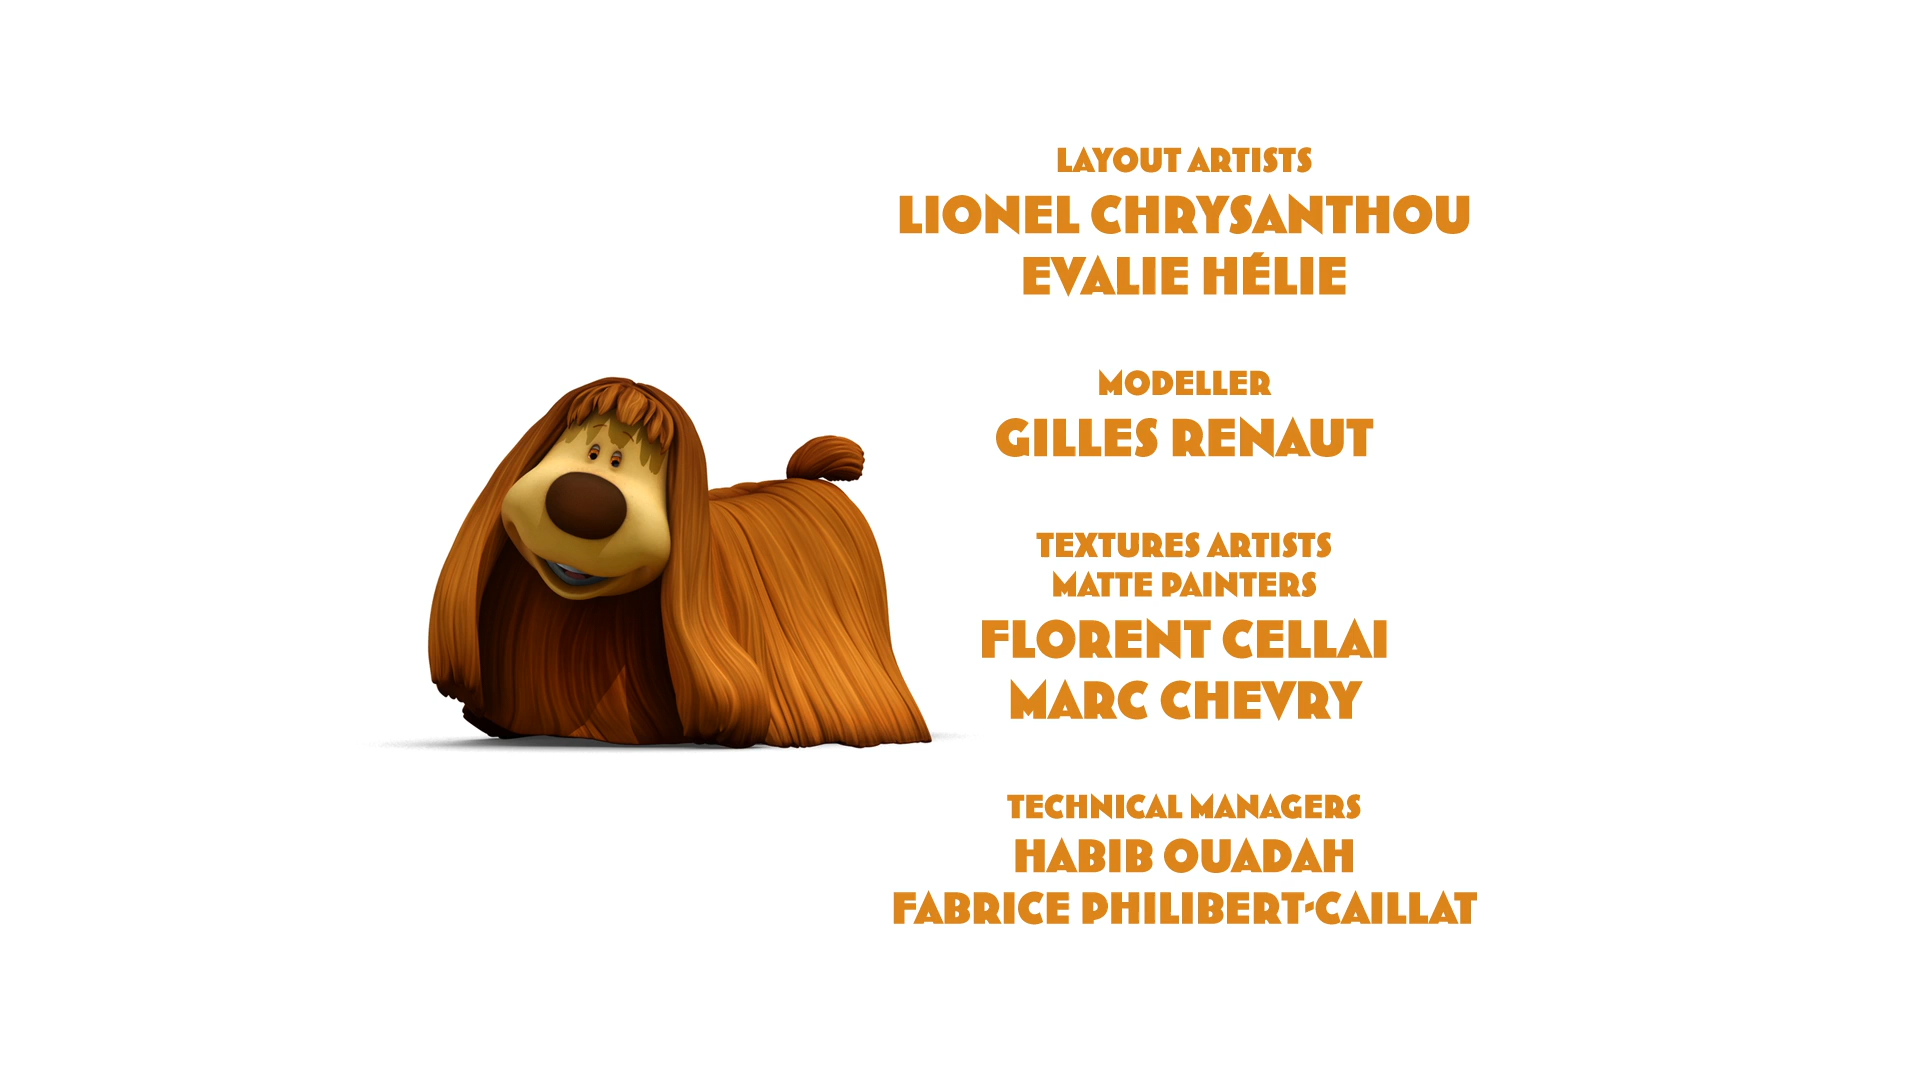 LAYOUT ARTISTS
LIONEL CHRYSANTHOU
EVALIE HÉLIE
MODELLER
GILLES RENAUT
TEXTURES ARTISTS
MATTE PAINTERS
FLORENT CELLAI
MARC CHEVRY
TECHNICAL MANAGERS
HABIB OUADAH
FABRICE PHILIBERT-CAILLAT